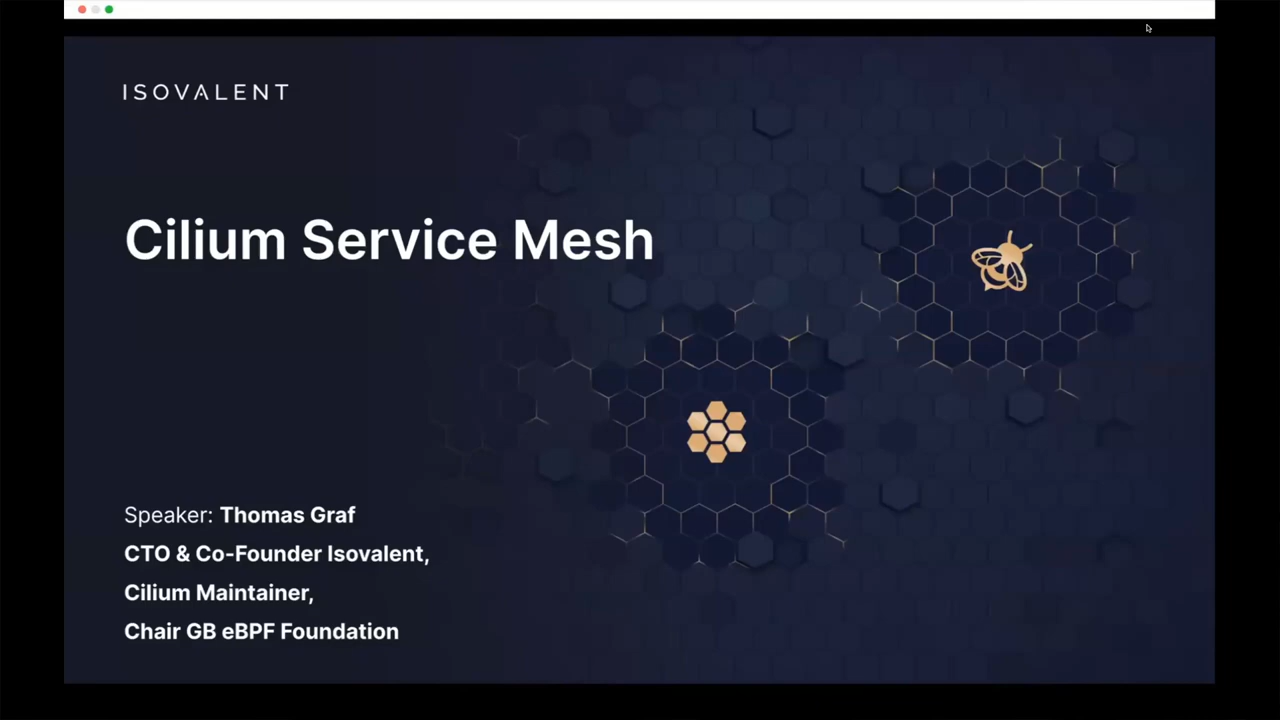 ISOVALENT
Cilium Service Mesh
Speaker: Thomas Graf
CTO & Co-Founder Isovalent,
Cilium Maintainer,
Chair GB eBPF Foundation